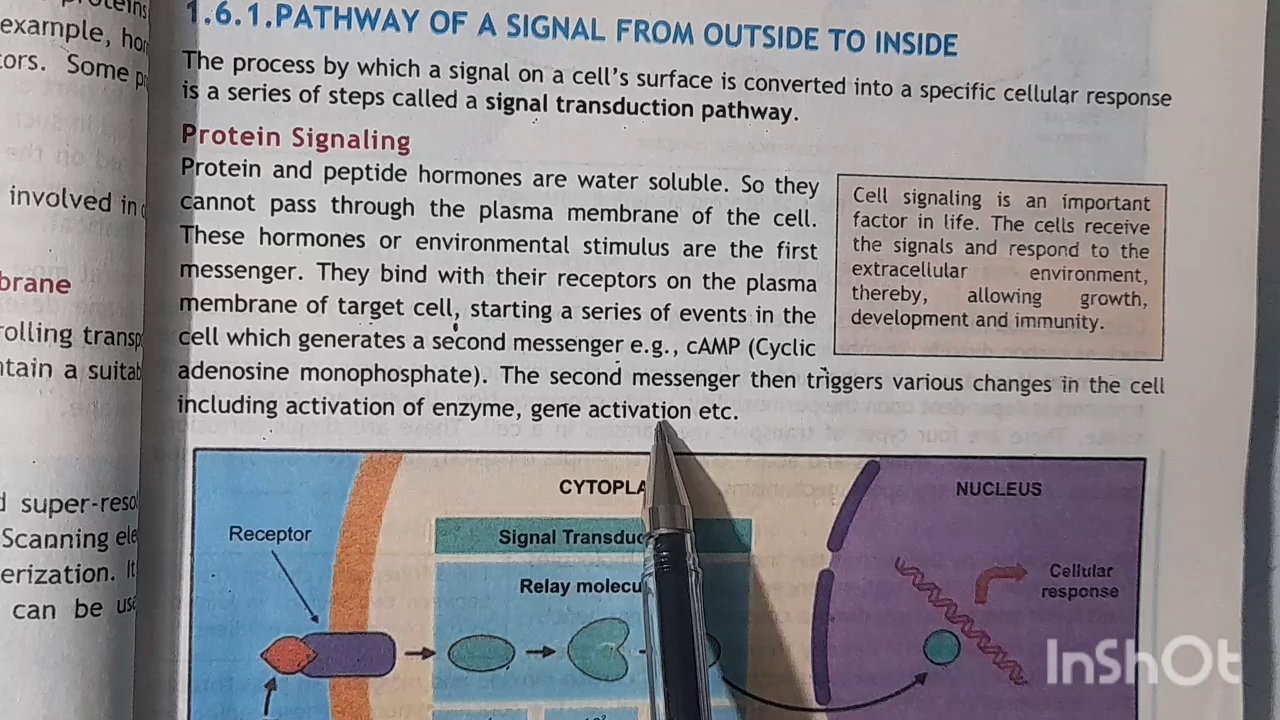 example,
tors. Some
involved in
brane
rolling
ntain a
super-
Scanning
erization. It
can be
1.6.1.PATHWAY OF A SIGNAL FROM OUTSIDE TO INSIDE
The process by which a signal on a cell's surface is converted into a specific cellular response
is a series of steps called a signal transduction pathway.
Protein Signaling
Protein and peptide hormones are water soluble. So they
cannot pass through the plasma membrane of the cell.
These hormones or environmental stimulus are the first
messenger. They bind with their receptors on the plasma
membrane of target cell, starting a series of events in the
cell which generates a second messenger e.g., cAMP (Cyclic
adenosine monophosphate). The second messenger then triggers various changes in the cell
including activation of enzyme, gene activation etc.
Cell signaling is an important
factor in life. The cells receive
the signals and respond to the
extracellular environment,
thereby, allowing growth,
development and immunity.
CYTOPLA
NUCLEUS
Receptor
Signal Transduc
Relay molecu
Cellular
response
InShOt